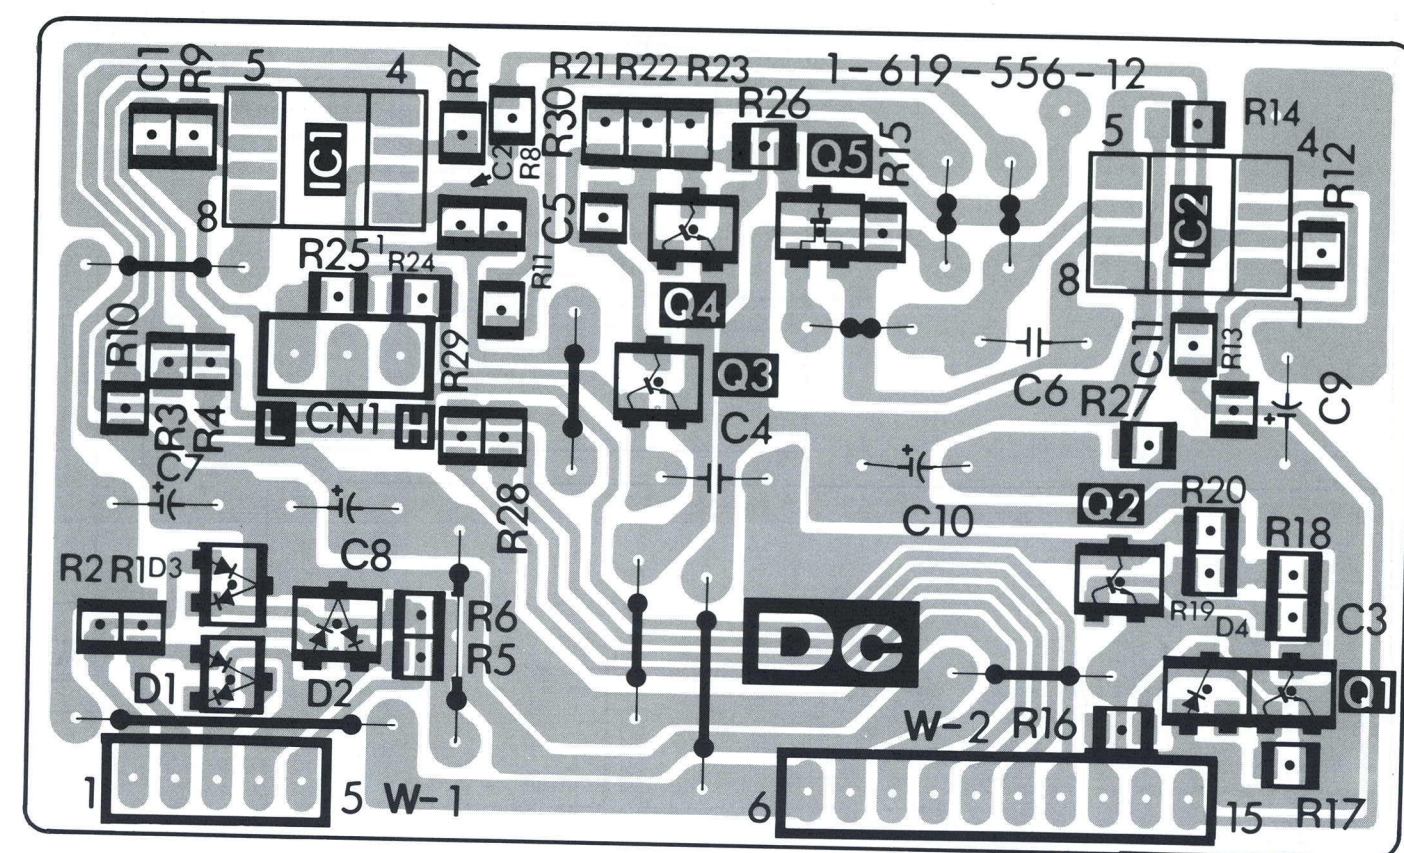 C1
R9
5
4
R7
R21 R22 R23
1-619-556-12
R30
C2
R8
R26
Q5
R15
5
R14
4
R12
IC1
IC2
8
1
C5
R11
R25
R24
Q4
8
1
R10
R29
Q3
C11
R13
C9
C6
R27
R3
R4
L
CN1
H
C4
C7
R28
C10
Q2
R20
R18
C8
R2 R1 D3
R6
R5
DC
R19
D4
C3
D1
D2
Q1
W-2
R16
1
5 W-1
6
15
R17